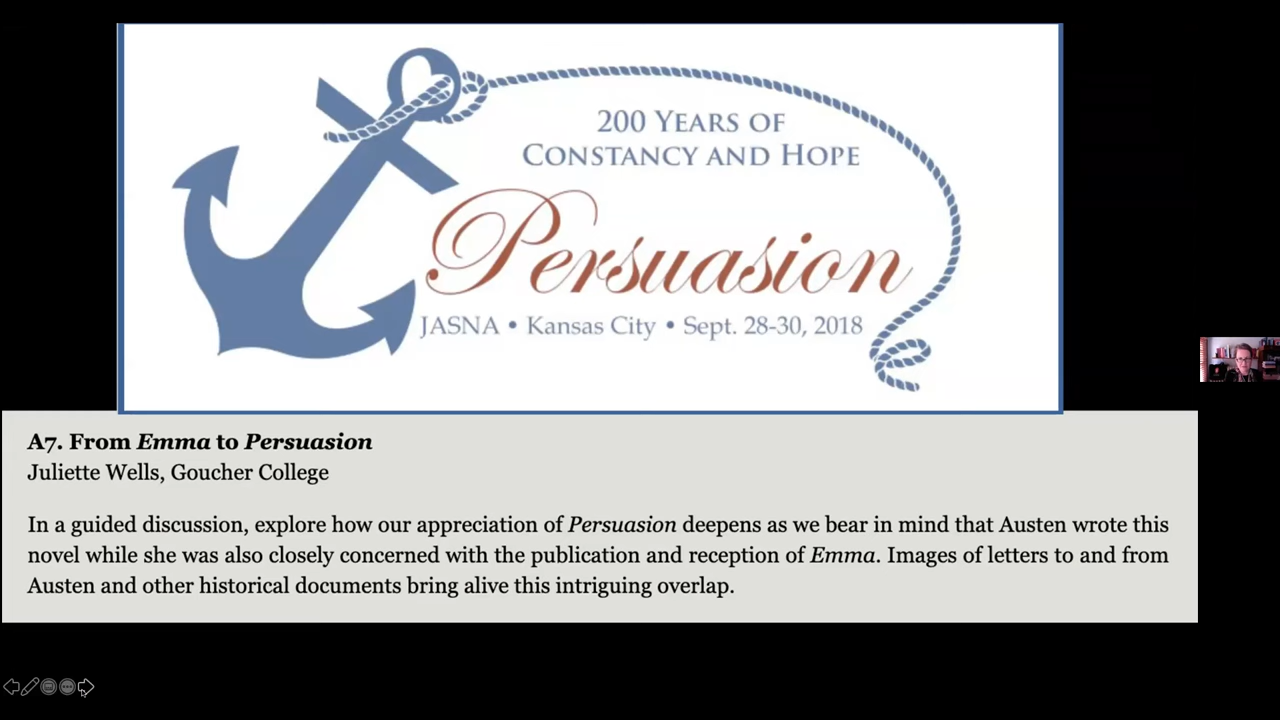 200 YEARS OF
CONSTANCY AND HOPE
Persuasion
JASNA • Kansas City • Sept. 28-30, 2018
A7. From Emma to Persuasion
Juliette Wells, Goucher College
In a guided discussion, explore how our appreciation of Persuasion deepens as we bear in mind that Austen wrote this
novel while she was also closely concerned with the publication and reception of Emma. Images of letters to and from
Austen and other historical documents bring alive this intriguing overlap.